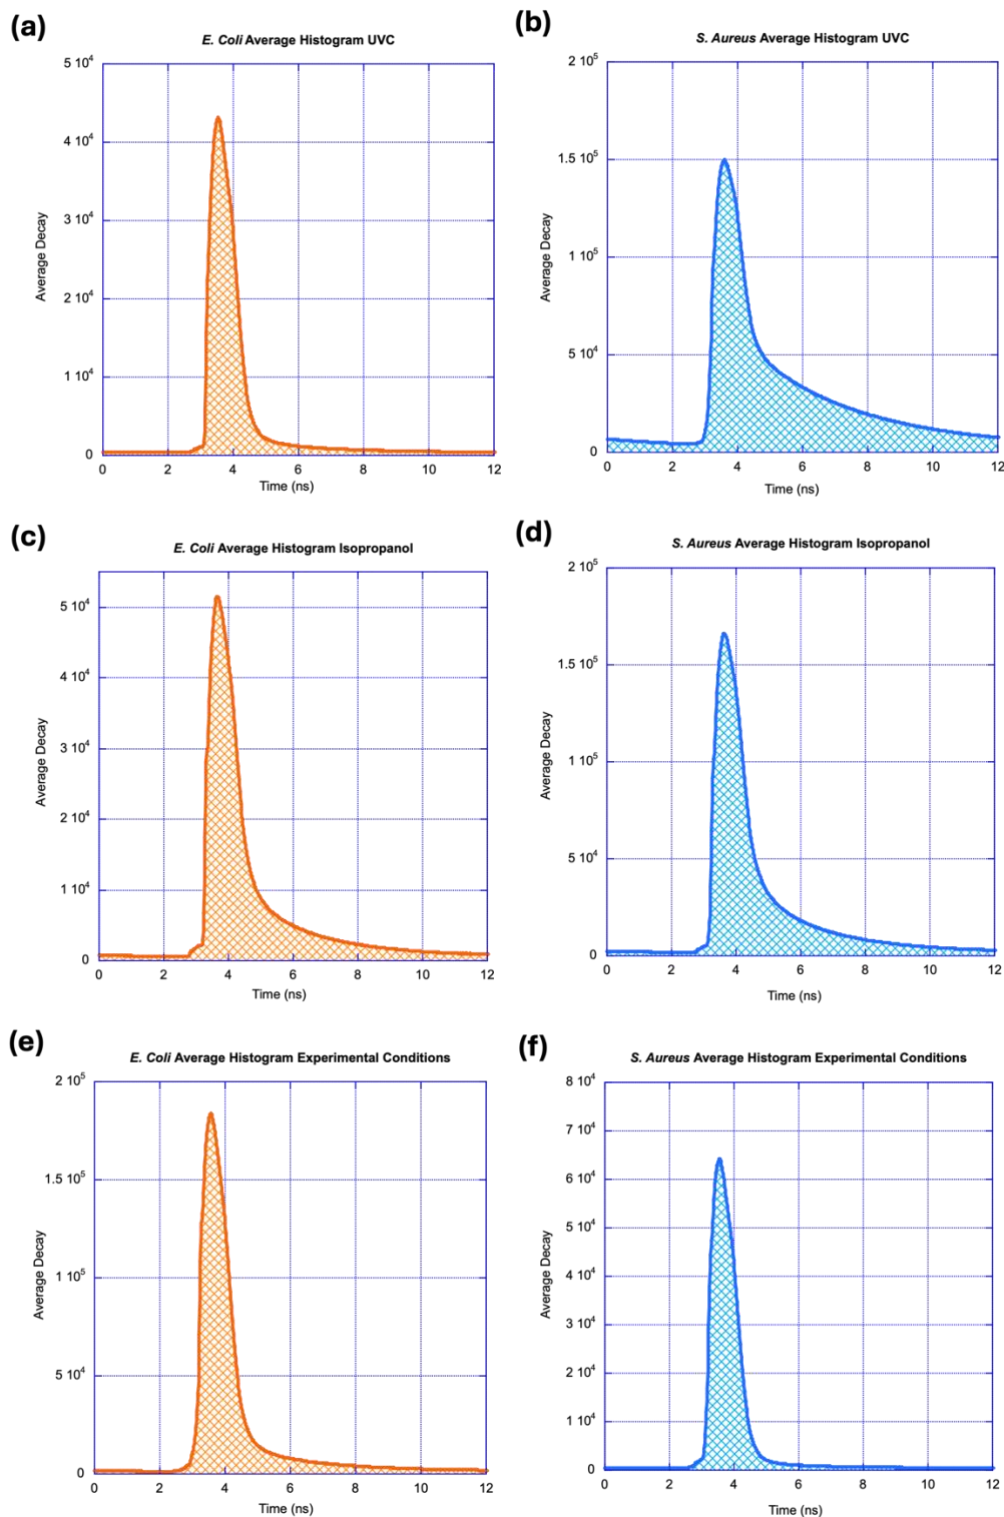 (a)
E. Coli Average Histogram UVC
5 10⁴
4 10⁴
3 10⁴
2 10⁴
1 10⁴
0
Average Decay
0 2 4 6 8 10 12
Time (ns)
(b)
S. Aureus Average Histogram UVC
2 10⁵
1.5 10⁵
1 10⁵
5 10⁴
0
Average Decay
0 2 4 6 8 10 12
Time (ns)
(c)
E. Coli Average Histogram Isopropanol
5 10⁴
4 10⁴
3 10⁴
2 10⁴
1 10⁴
0
Average Decay
0 2 4 6 8 10 12
Time (ns)
(d)
S. Aureus Average Histogram Isopropanol
2 10⁵
1.5 10⁵
1 10⁵
5 10⁴
0
Average Decay
0 2 4 6 8 10 12
Time (ns)
(e)
E. Coli Average Histogram Experimental Conditions
2 10⁵
1.5 10⁵
1 10⁵
5 10⁴
0
Average Decay
0 2 4 6 8 10 12
Time (ns)
(f)
S. Aureus Average Histogram Experimental Conditions
8 10⁴
7 10⁴
6 10⁴
5 10⁴
4 10⁴
3 10⁴
2 10⁴
1 10⁴
0
Average Decay
0 2 4 6 8 10 12
Time (ns)